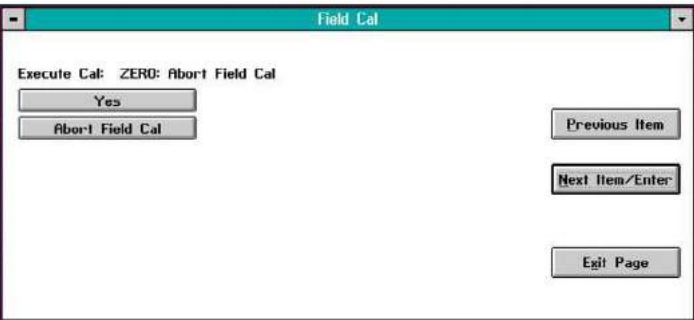 Field Cal
Execute Cal: ZERO: Abort Field Cal
Yes
Abort Field Cal
Previous Item
Next Item/Enter
Exit Page